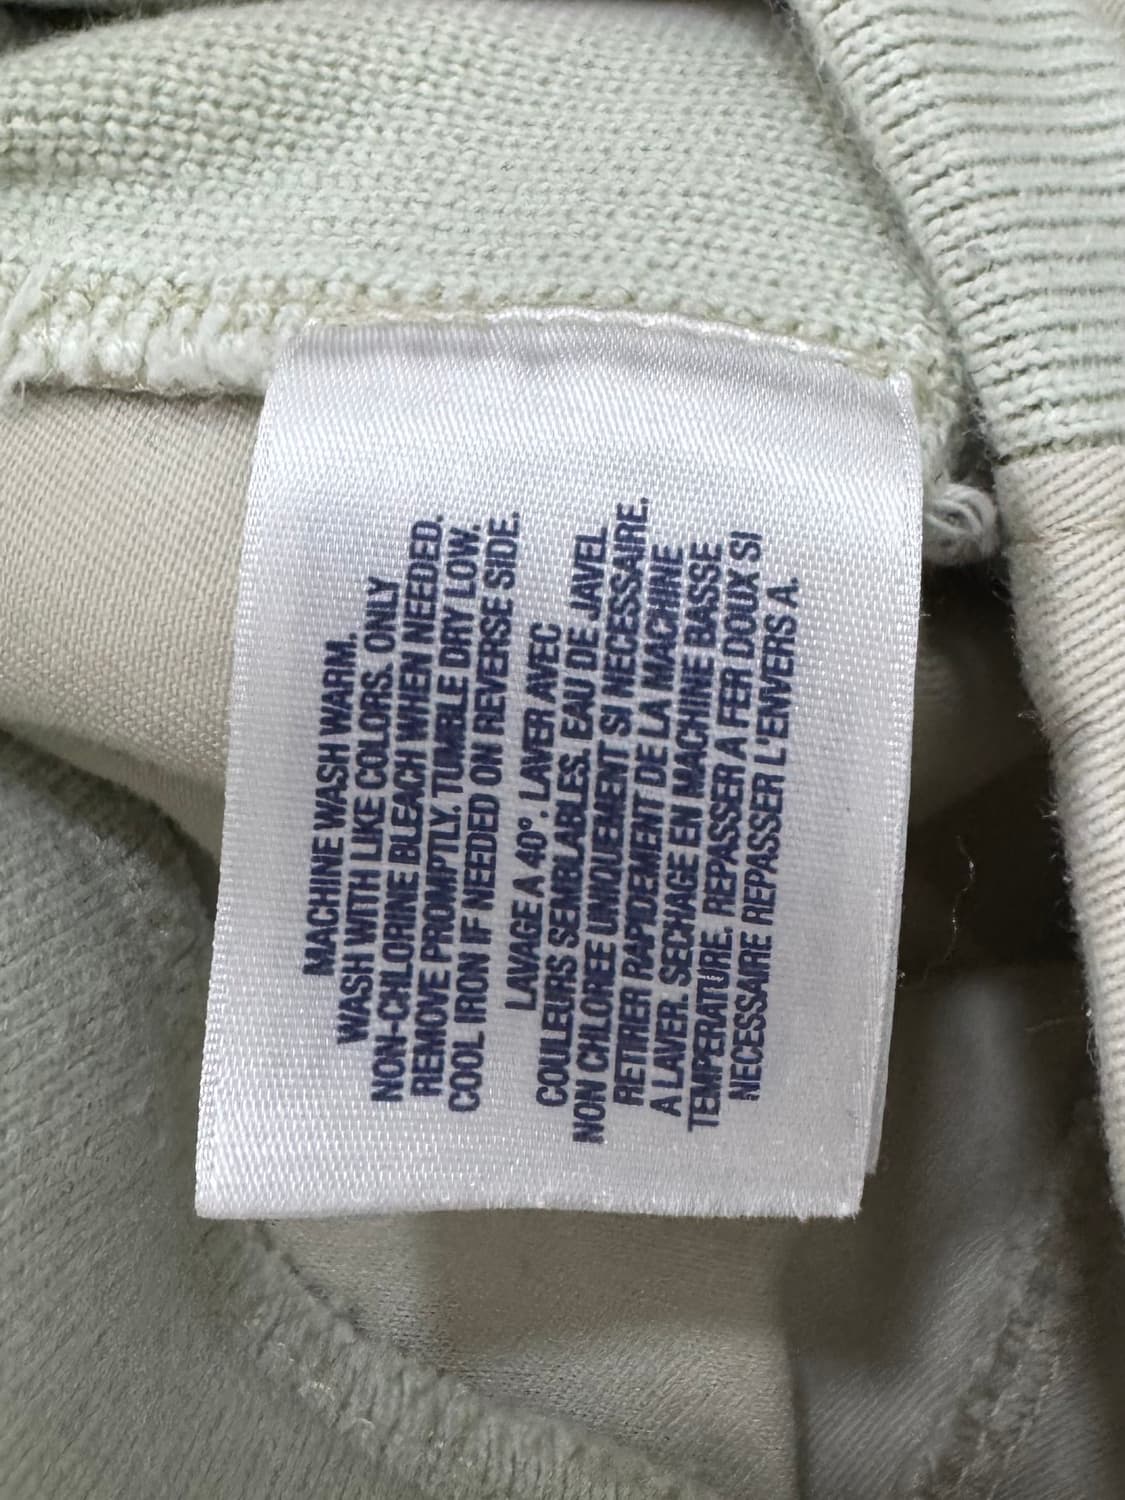 MACHINE WASH WARM.
WASH WITH LIKE COLORS. ONLY
NON-CHLORINE BLEACH WHEN NEEDED.
REMOVE PROMPTLY. TUMBLE DRY LOW.
COOL IRON IF NEEDED ON REVERSE SIDE.
LAVAGE A 40°. LAVER AVEC
COULEURS SEMBLABLES. EAU DE JAVEL
NON CHLOREE UNIQUEMENT SI NECESSAIRE.
RETIRER RAPIDEMENT DE LA MACHINE
A LAVER. SECHAGE EN MACHINE BASSE
TEMPERATURE. REPASSER A FER DOUX SI
NECESSAIRE REPASSER L'ENVERS A.